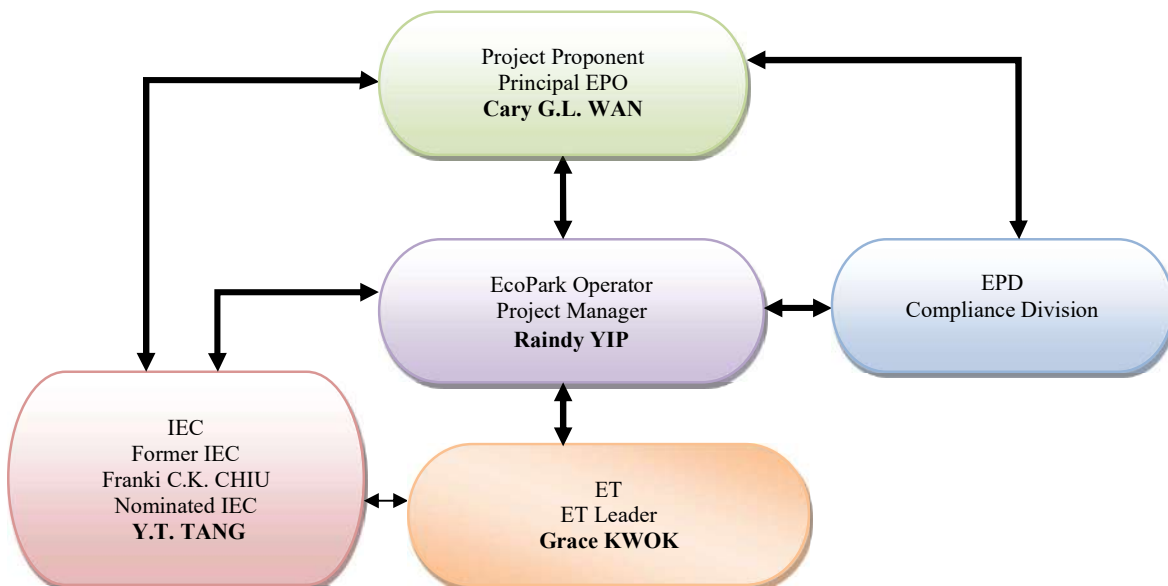 Project Proponent
Principal EPO
Cary G.L. WAN
EcoPark Operator
Project Manager
Raindy YIP
EPD
Compliance Division
IEC
Former IEC
Franki C.K. CHIU
Nominated IEC
Y.T. TANG
ET
ET Leader
Grace KWOK